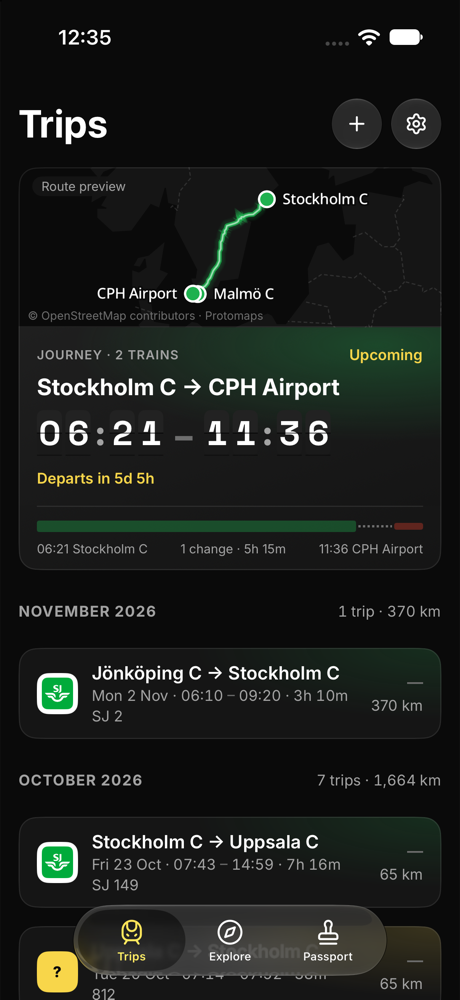 12:35
Trips
Route preview
Stockholm C
CPH Airport
Malmö C
© OpenStreetMap contributors · Protomaps
JOURNEY · 2 TRAINS
Upcoming
Stockholm C → CPH Airport
06:21 – 11:36
Departs in 5d 5h
06:21 Stockholm C
1 change · 5h 15m
11:36 CPH Airport
NOVEMBER 2026
1 trip · 370 km
SJ
Jönköping C → Stockholm C
—
Mon 2 Nov · 06:10 – 09:20 · 3h 10m
370 km
SJ 2
OCTOBER 2026
7 trips · 1,664 km
SJ
Stockholm C → Uppsala C
—
Fri 23 Oct · 07:43 – 14:59 · 7h 16m
65 km
SJ 149
?
—
65 km
812
Trips
Explore
Passport